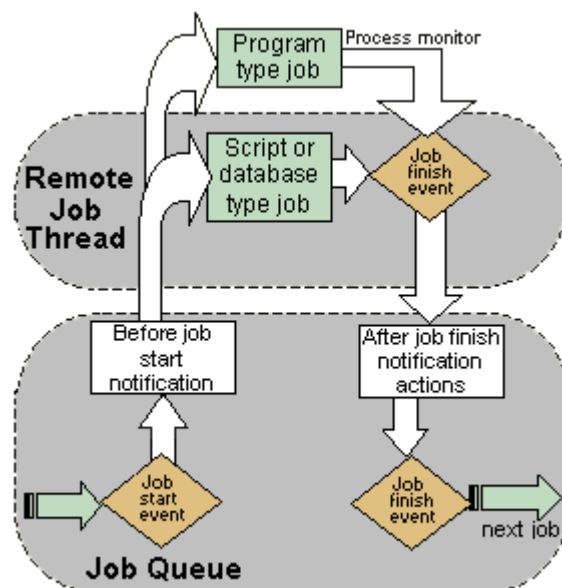 Program
type job
Process monitor
Script or
database
type job
Job
finish
event
Remote
Job
Thread
Before job
start
notification
After job finish
notification
actions
Job
start
event
Job
finish
event
next job
Job Queue